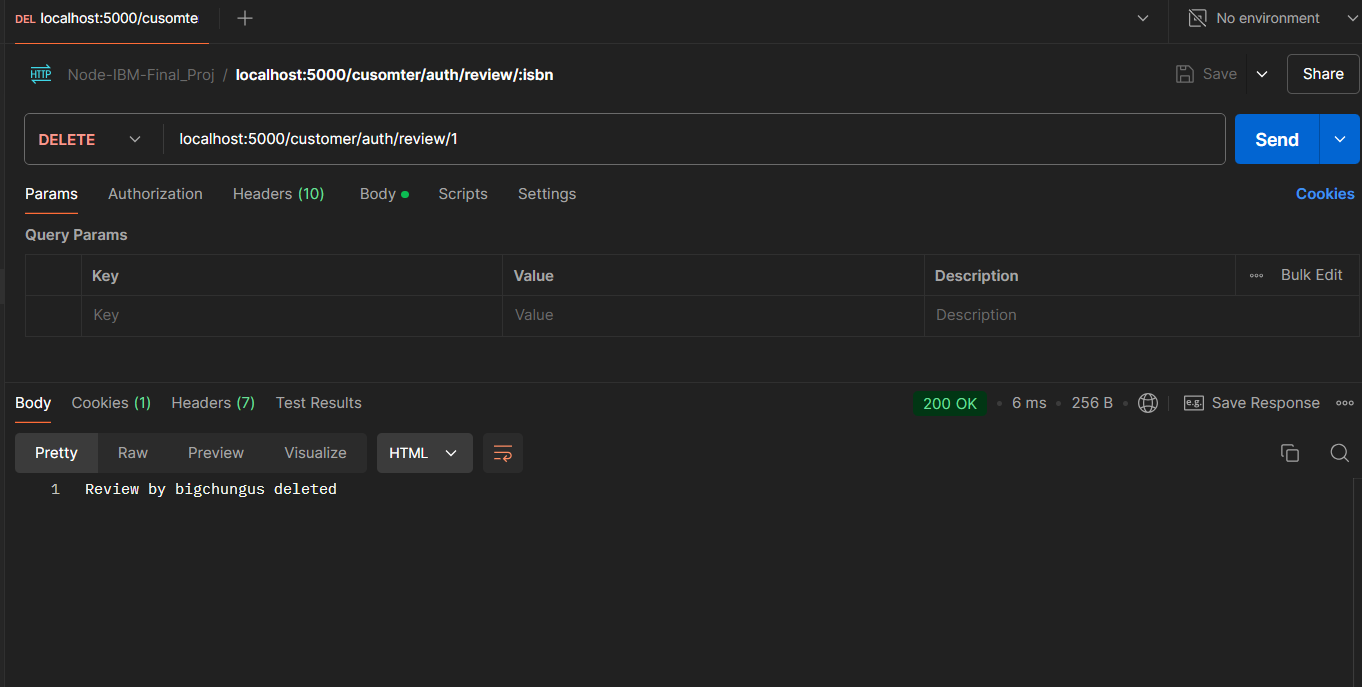 DEL localhost:5000/cusomte
No environment
HTTP Node-IBM-Final_Proj / localhost:5000/cusomter/auth/review/:isbn Save Share
DELETE localhost:5000/customer/auth/review/1 Send
Params Authorization Headers (10) Body Scripts Settings Cookies
Query Params
Key Value Description Bulk Edit
Key Value Description
Body Cookies (1) Headers (7) Test Results 200 OK 6 ms 256 B e.g. Save Response
Pretty Raw Preview Visualize HTML
1 Review by bigchungus deleted